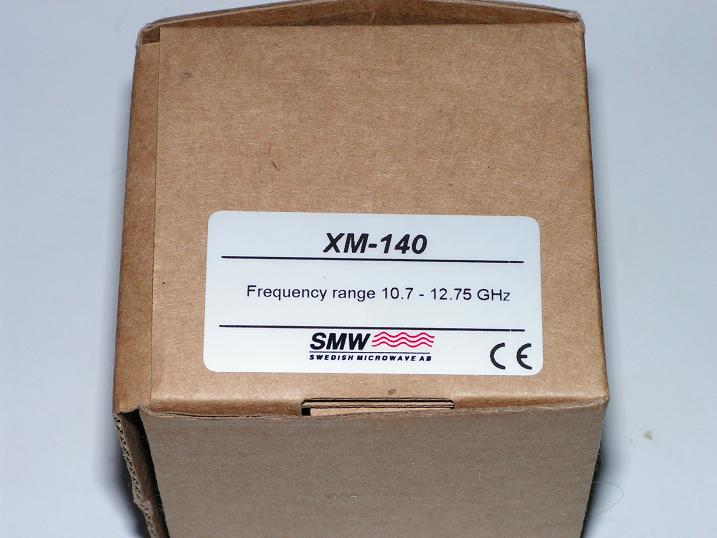 XM-140
Frequency range 10.7 - 12.75 GHz
SMW
SWEDISH MICROWAVE AB
CE